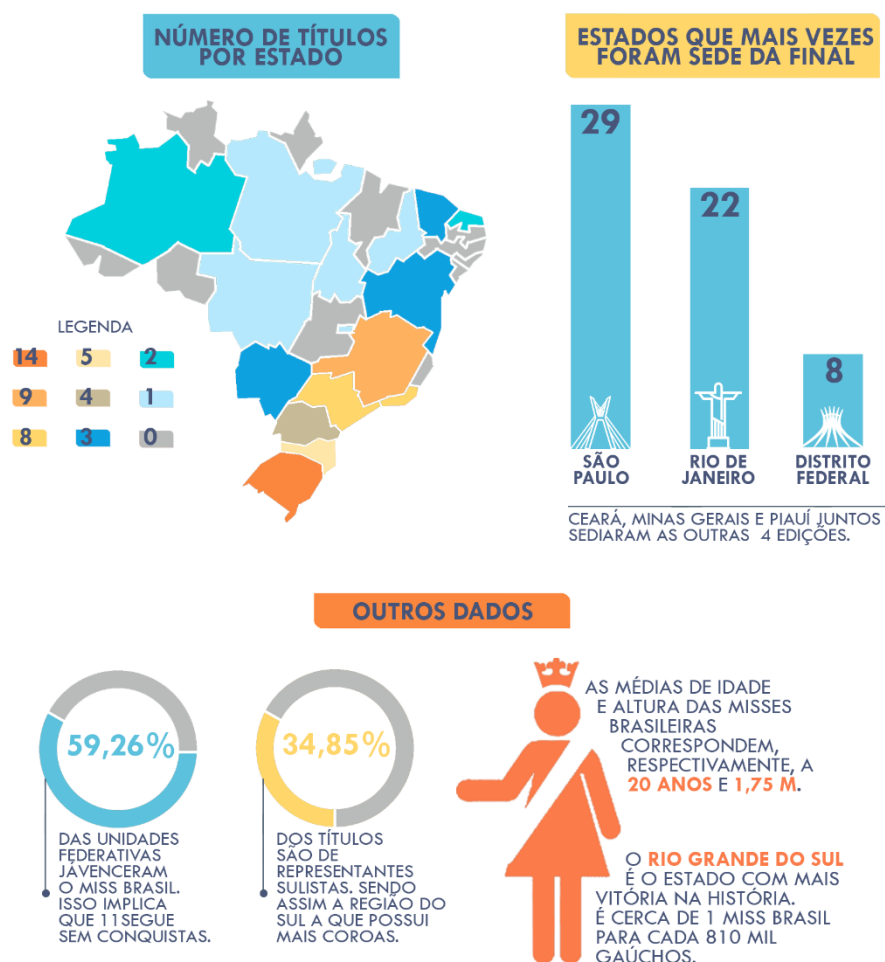 NÚMERO DE TÍTULOS
POR ESTADO
LEGENDA
14 5 2
9 4 1
8 3 0
ESTADOS QUE MAIS VEZES
FORAM SEDE DA FINAL
29
22
8
SÃO
PAULO
RIO DE
JANEIRO
DISTRITO
FEDERAL
CEARÁ, MINAS GERAIS E PIAUÍ JUNTOS
SEDIARAM AS OUTRAS 4 EDIÇÕES.
OUTROS DADOS
59,26%
DAS UNIDADES
FEDERATIVAS
JÁVENCERAM
O MISS BRASIL.
ISSO IMPLICA
QUE 11SEGUE
SEM CONQUISTAS.
34,85%
DOS TÍTULOS
SÃO DE
REPRESENTANTES
SULISTAS. SENDO
ASSIM A REGIÃO DO
SUL A QUE POSSUI
MAIS COROAS.
AS MÉDIAS DE IDADE
E ALTURA DAS MISSES
BRASILEIRAS
CORRESPONDEM,
RESPECTIVAMENTE, A
20 ANOS E 1,75 M.
O RIO GRANDE DO SUL
É O ESTADO COM MAIS
VITÓRIA NA HISTÓRIA.
É CERCA DE 1 MISS BRASIL
PARA CADA 810 MIL
GAÚCHOS.